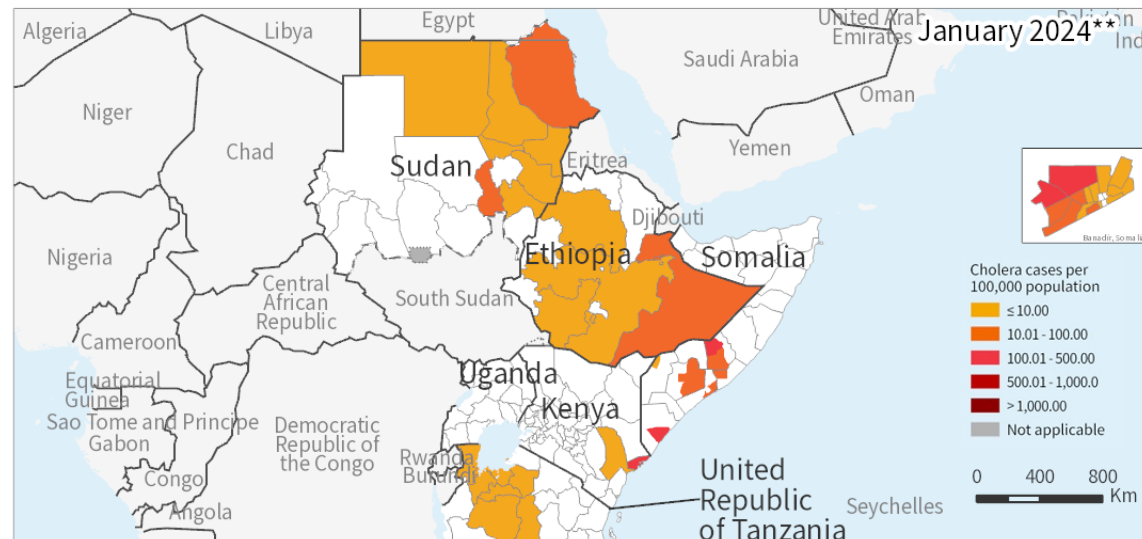 Algeria
Libya
Egypt
United Arab
Emirates
Pakistan
January 2024**
Saudi Arabia
Oman
Niger
Chad
Sudan
Eritrea
Yemen
Djibouti
Nigeria
Ethiopia
Somalia
Banadir, Somalia
Central
African
Republic
South Sudan
Cholera cases per
100,000 population
≤ 10.00
10.01 - 100.00
100.01 - 500.00
500.01 - 1,000.0
> 1,000.00
Not applicable
Cameroon
Uganda
Kenya
Equatorial
Guinea
Sao Tome and Principe
Gabon
Democratic
Republic of
the Congo
Rwanda
Burundi
Congo
Angola
United
Republic
of Tanzania
Seychelles
0 400 800
Km